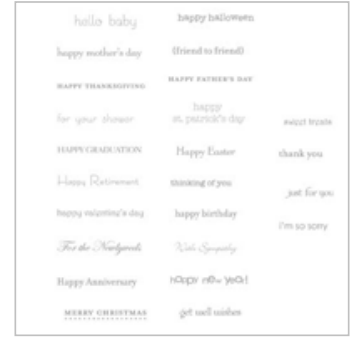 hello baby
happy halloween
happy mother's day
{friend to friend}
HAPPY THANKSGIVING
HAPPY FATHER'S DAY
for your shower
happy
st. patrick's day
sweet treats
HAPPY GRADUATION
Happy Easter
thank you
Happy Retirement
thinking of you
just for you
happy valentine's day
happy birthday
I'm so sorry
For the Newlyweds
With Sympathy
Happy Anniversary
happy new year!
MERRY CHRISTMAS
get well wishes